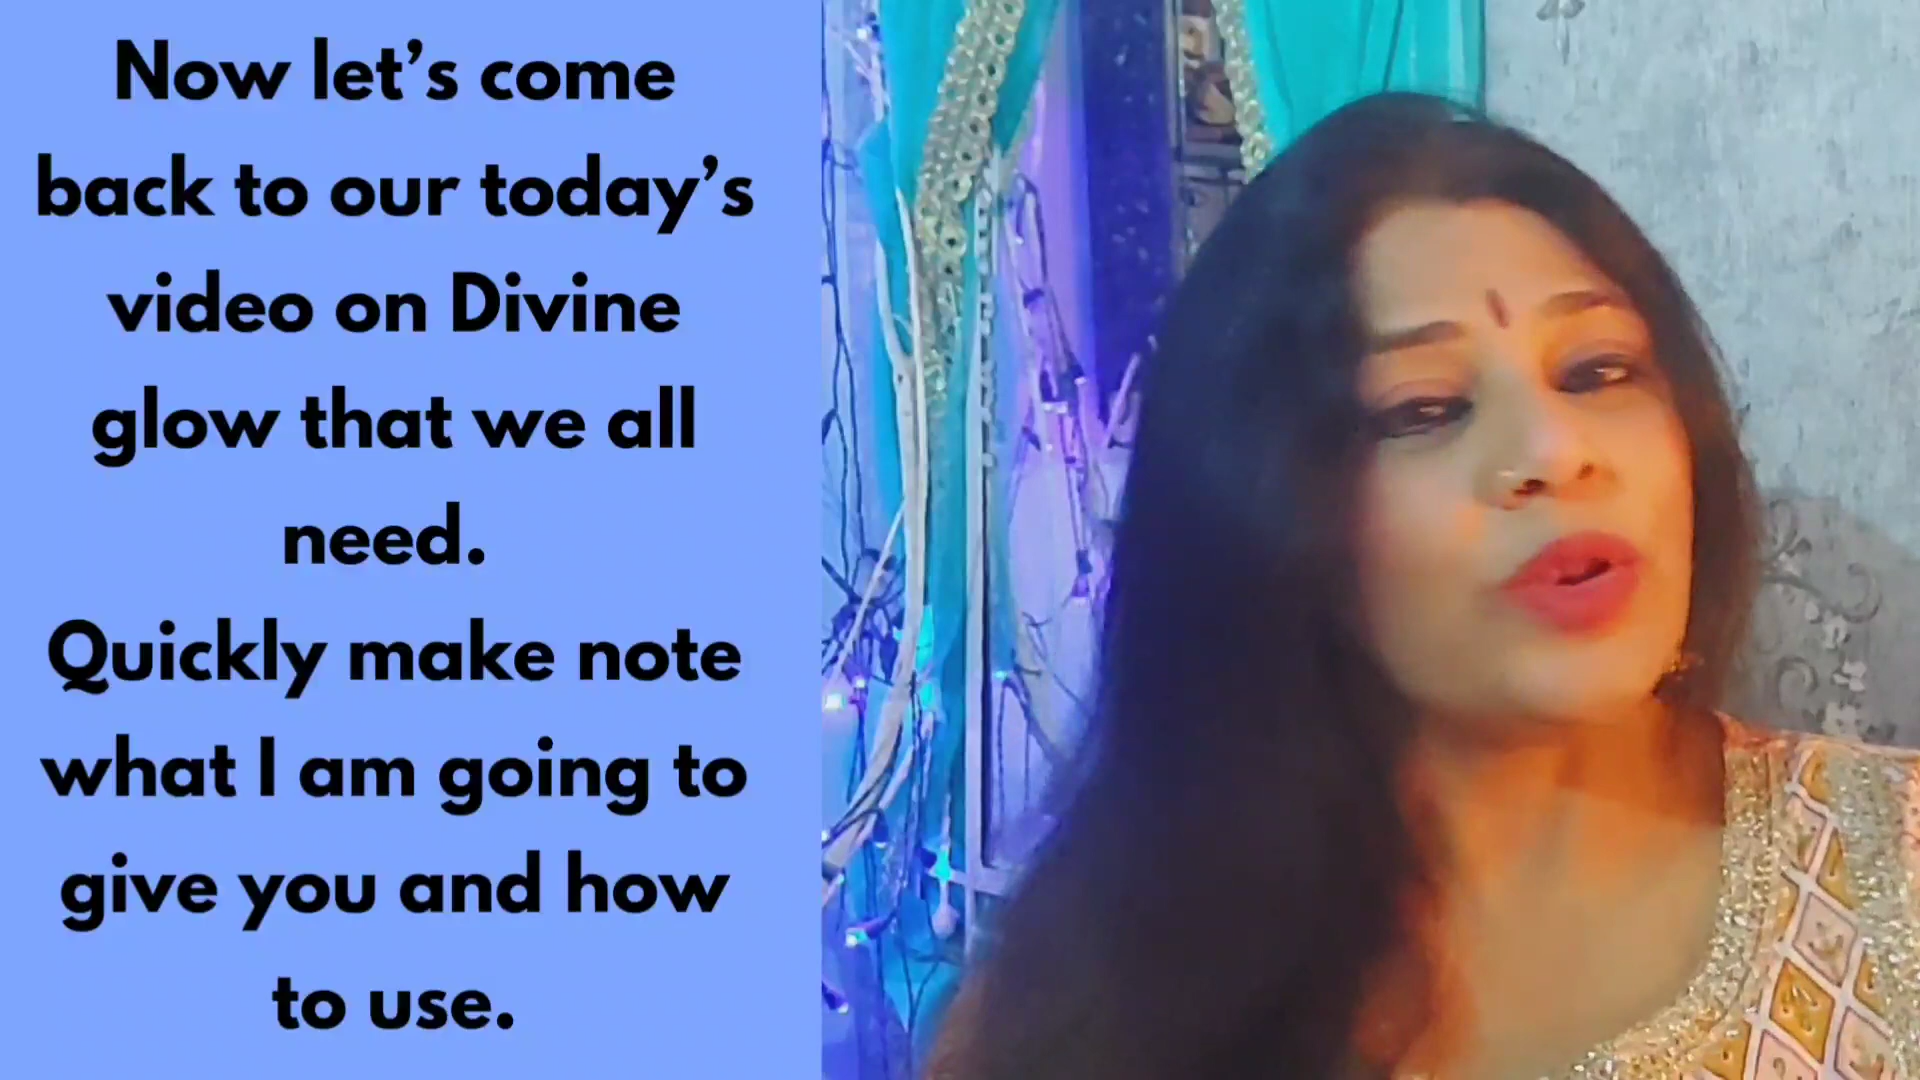 Now let’s come
back to our today’s
video on Divine
glow that we all
need.
Quickly make note
what I am going to
give you and how
to use.